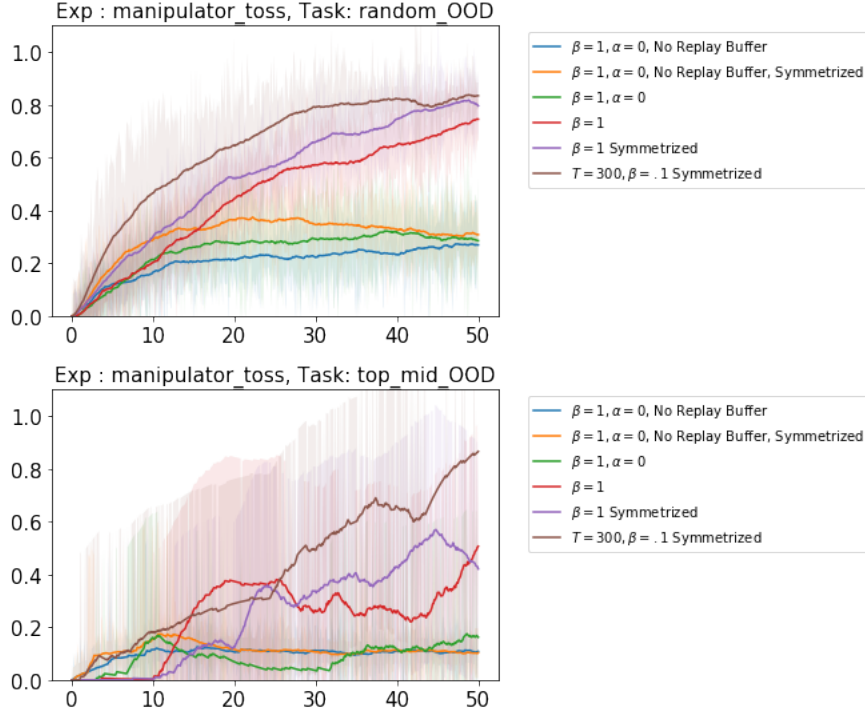 Exp : manipulator_toss, Task: random_OOD
1.0
0.8
0.6
0.4
0.2
0.0
0 10 20 30 40 50
β = 1, α = 0, No Replay Buffer
β = 1, α = 0, No Replay Buffer, Symmetrized
β = 1, α = 0
β = 1
β = 1 Symmetrized
T = 300, β = .1 Symmetrized
Exp : manipulator_toss, Task: top_mid_OOD
1.0
0.8
0.6
0.4
0.2
0.0
0 10 20 30 40 50
β = 1, α = 0, No Replay Buffer
β = 1, α = 0, No Replay Buffer, Symmetrized
β = 1, α = 0
β = 1
β = 1 Symmetrized
T = 300, β = .1 Symmetrized